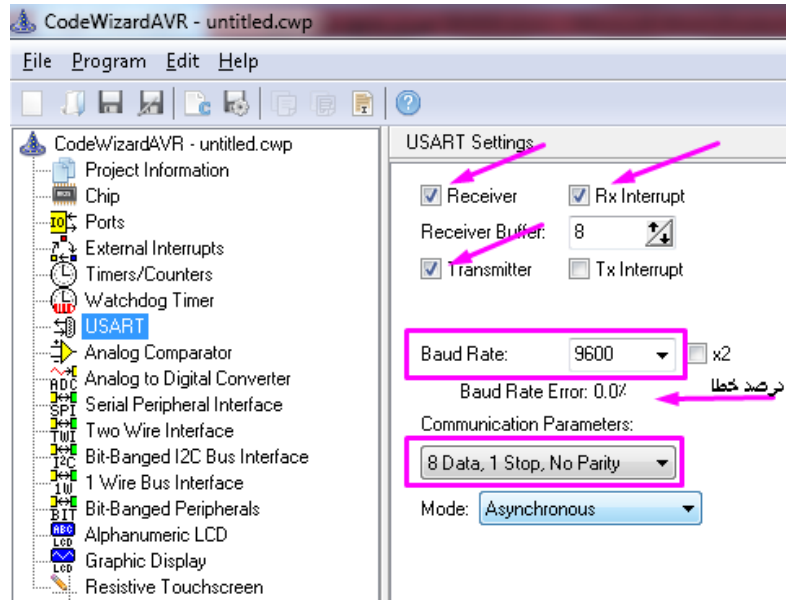 CodeWizardAVR - untitled.cwp
File Program Edit Help
CodeWizardAVR - untitled.cwp
Project Information
Chip
Ports
External Interrupts
Timers/Counters
Watchdog Timer
USART
Analog Comparator
Analog to Digital Converter
Serial Peripheral Interface
Two Wire Interface
Bit-Banged I2C Bus Interface
1 Wire Bus Interface
Bit-Banged Peripherals
Alphanumeric LCD
Graphic Display
Resistive Touchscreen
USART Settings
Receiver Rx Interrupt
Receiver Buffer: 8
Transmitter Tx Interrupt
Baud Rate: 9600 x2
Baud Rate Error: 0.0% درصد خطا
Communication Parameters:
8 Data, 1 Stop, No Parity
Mode: Asynchronous